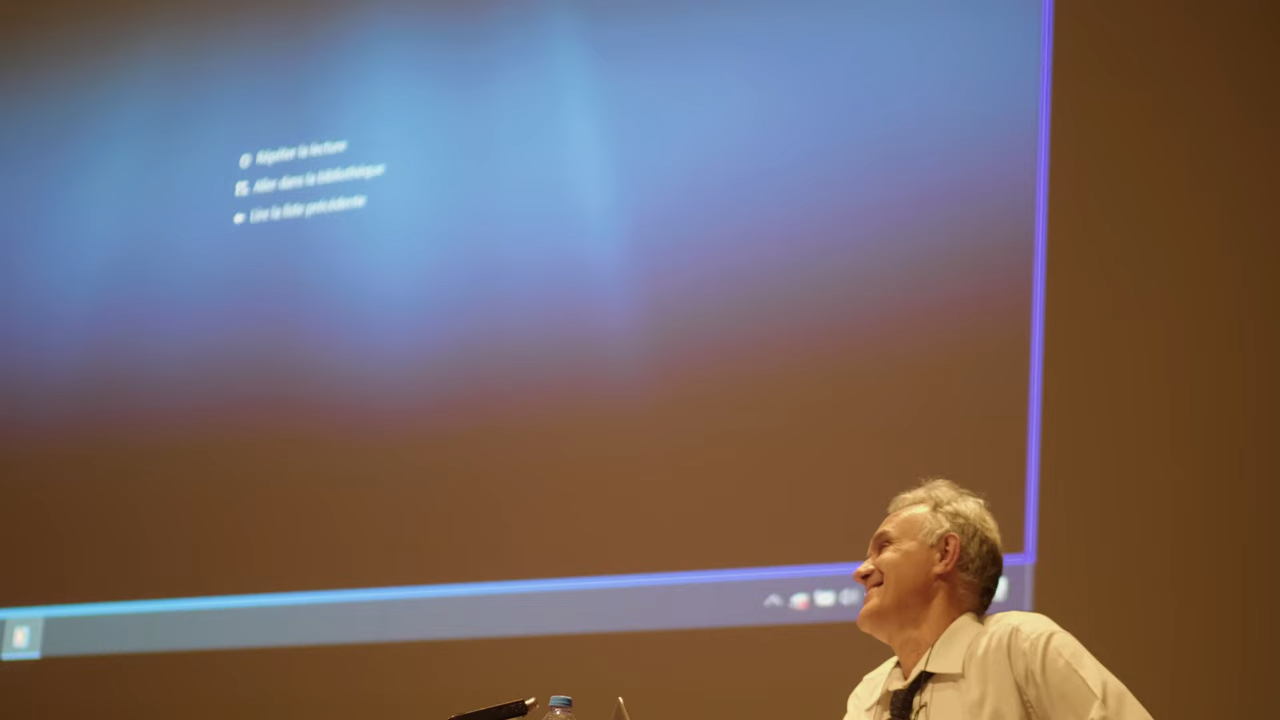 Répéter la lecture
Aller dans la bibliothèque
Lire la liste précédente